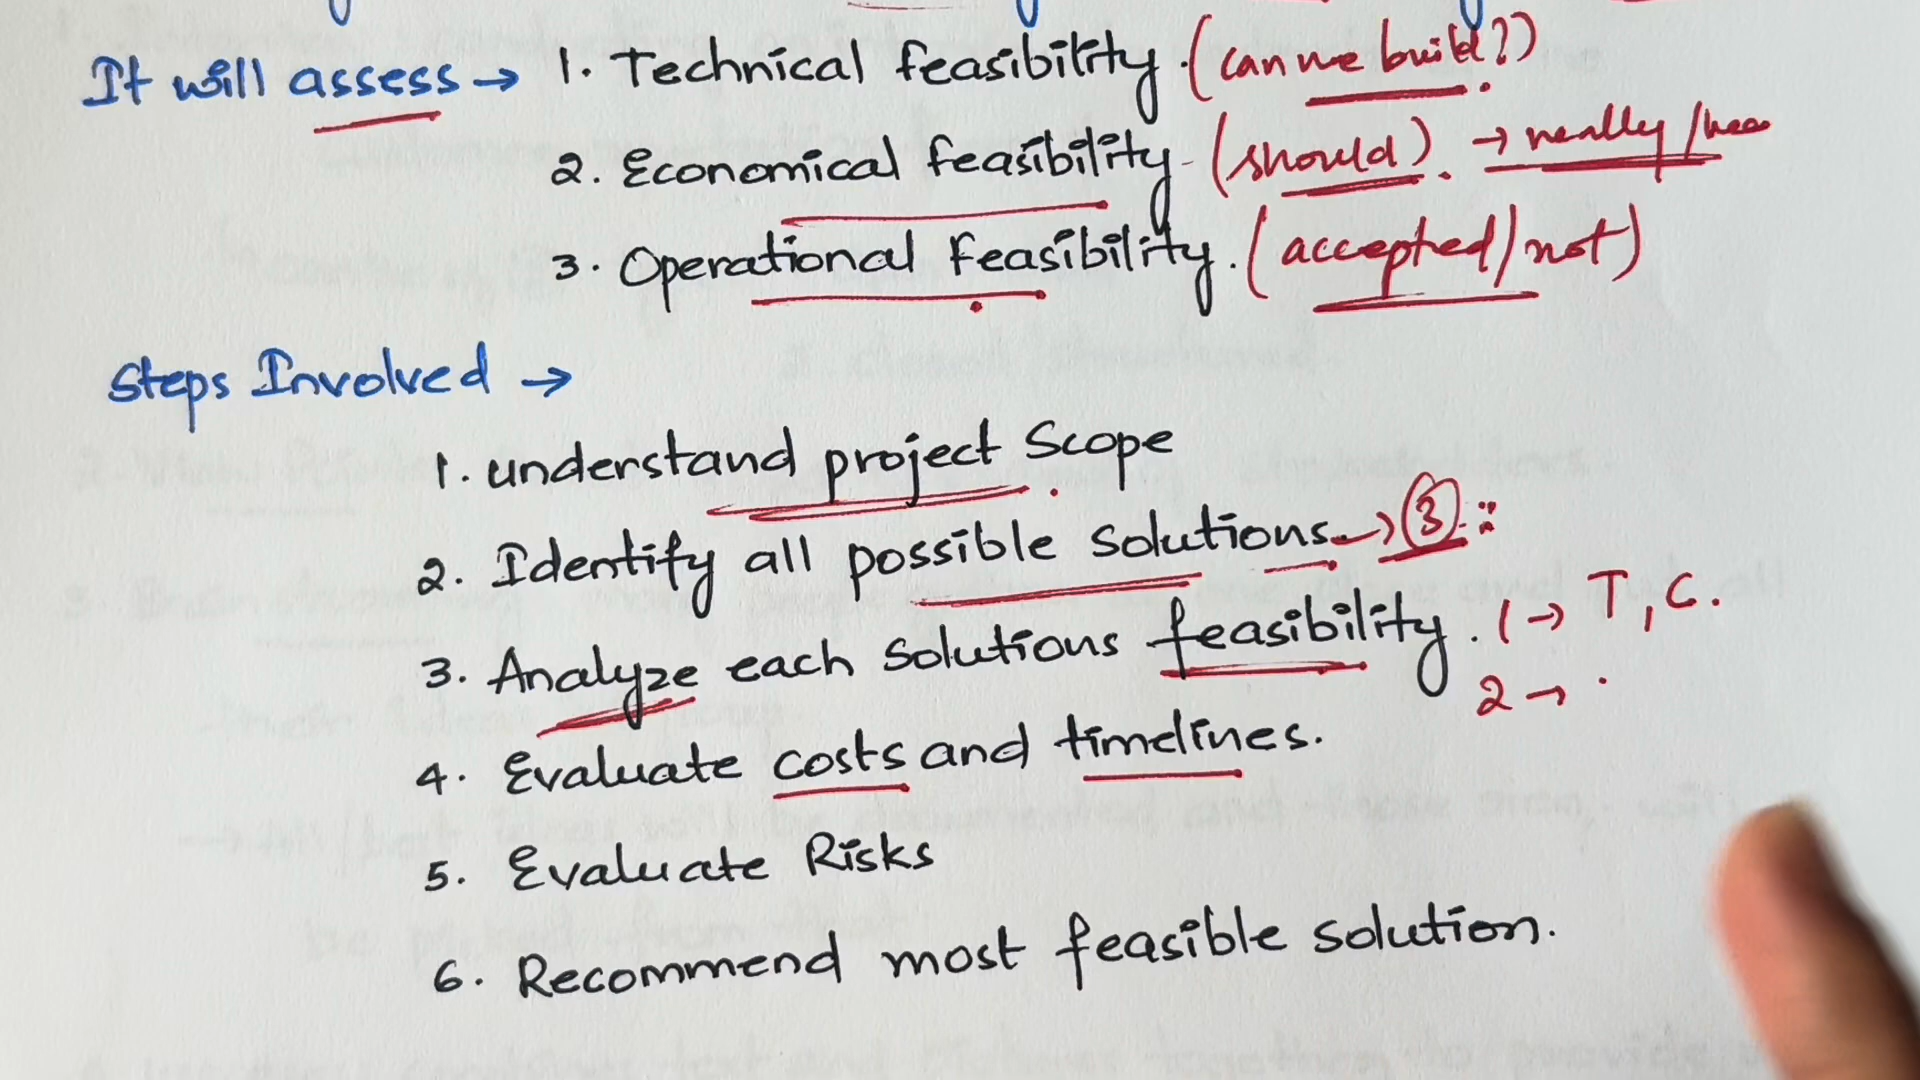 It will assess → 1. Technical feasibility. (can we build?)
2. Economical feasibility - (should). → really /
3. Operational Feasibility. (accepted/not)
Steps Involved →
1. understand project Scope
2. Identify all possible solutions. → 3
3. Analyze each Solutions feasibility. 1 → T, C.
2 →
4. Evaluate costs and timelines.
5. Evaluate Risks
6. Recommend most feasible solution.